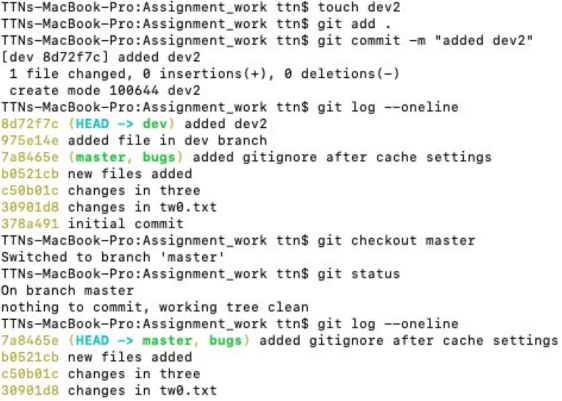 TTNs-MacBook-Pro:Assignment_work ttn$ touch dev2
TTNs-MacBook-Pro:Assignment_work ttn$ git add .
TTNs-MacBook-Pro:Assignment_work ttn$ git commit -m "added dev2"
[dev 8d72f7c] added dev2
 1 file changed, 0 insertions(+), 0 deletions(-)
 create mode 100644 dev2
TTNs-MacBook-Pro:Assignment_work ttn$ git log --oneline
8d72f7c (HEAD -> dev) added dev2
975e14e added file in dev branch
7a8465e (master, bugs) added gitignore after cache settings
b0521cb new files added
c50b01c changes in three
30901d8 changes in tw0.txt
378a491 initial commit
TTNs-MacBook-Pro:Assignment_work ttn$ git checkout master
Switched to branch 'master'
TTNs-MacBook-Pro:Assignment_work ttn$ git status
On branch master
nothing to commit, working tree clean
TTNs-MacBook-Pro:Assignment_work ttn$ git log --oneline
7a8465e (HEAD -> master, bugs) added gitignore after cache settings
b0521cb new files added
c50b01c changes in three
30901d8 changes in tw0.txt